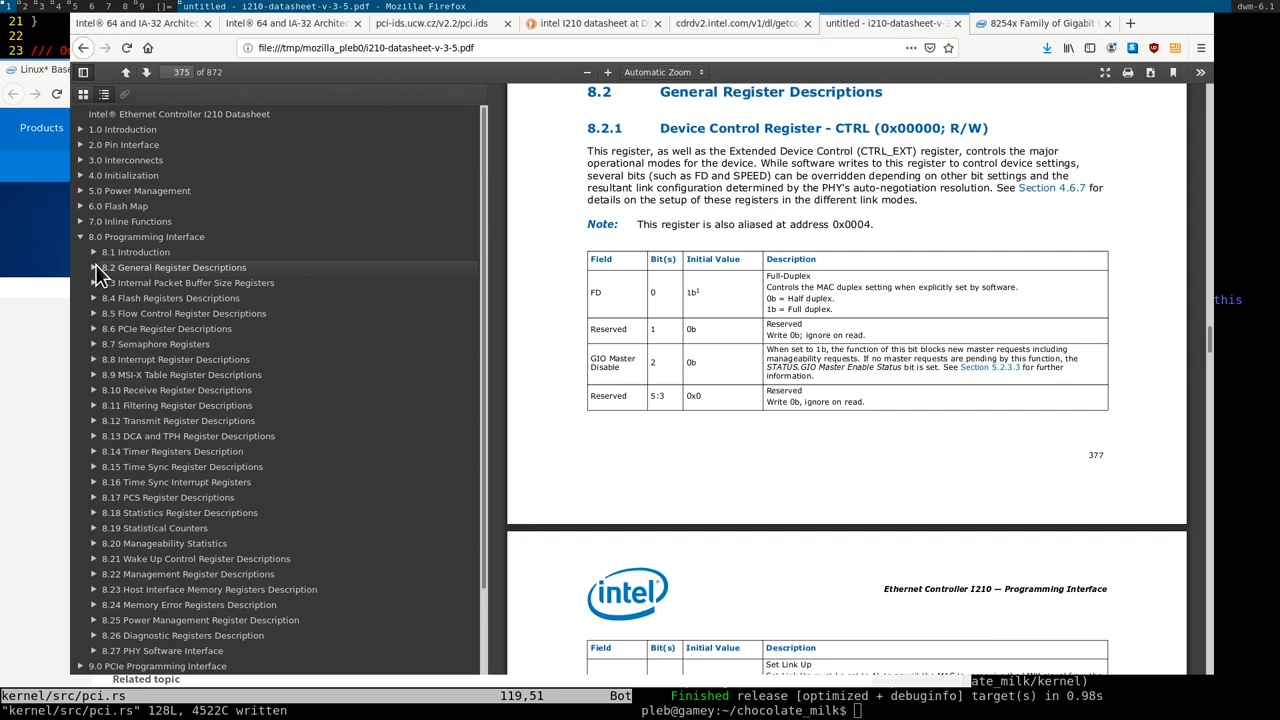 1 2 3 4 5 6 7 8 9 []= untitled - i210-datasheet-v-3-5.pdf - Mozilla Firefox dwm-6.1
21 }
22
23 ///
Intel® 64 and IA-32 Architec
Intel® 64 and IA-32 Architec
pci-ids.ucw.cz/v2.2/pci.ids
intel I210 datasheet at D
cdrdv2.intel.com/v1/dl/getco
untitled - i210-datasheet-v-3-
8254x Family of Gigabit
file:///tmp/mozilla_pleb0/i210-datasheet-v-3-5.pdf
Linux* Base
Products
375 of 872
Automatic Zoom
Intel® Ethernet Controller I210 Datasheet
1.0 Introduction
2.0 Pin Interface
3.0 Interconnects
4.0 Initialization
5.0 Power Management
6.0 Flash Map
7.0 Inline Functions
8.0 Programming Interface
8.1 Introduction
8.2 General Register Descriptions
Internal Packet Buffer Size Registers
8.4 Flash Registers Descriptions
8.5 Flow Control Register Descriptions
8.6 PCIe Register Descriptions
8.7 Semaphore Registers
8.8 Interrupt Register Descriptions
8.9 MSI-X Table Register Descriptions
8.10 Receive Register Descriptions
8.11 Filtering Register Descriptions
8.12 Transmit Register Descriptions
8.13 DCA and TPH Register Descriptions
8.14 Timer Registers Description
8.15 Time Sync Register Descriptions
8.16 Time Sync Interrupt Registers
8.17 PCS Register Descriptions
8.18 Statistics Register Descriptions
8.19 Statistical Counters
8.20 Manageability Statistics
8.21 Wake Up Control Register Descriptions
8.22 Management Register Descriptions
8.23 Host Interface Memory Registers Description
8.24 Memory Error Registers Description
8.25 Power Management Register Description
8.26 Diagnostic Registers Description
8.27 PHY Software Interface
9.0 PCIe Programming Interface
8.2 General Register Descriptions
8.2.1 Device Control Register - CTRL (0x00000; R/W)
This register, as well as the Extended Device Control (CTRL_EXT) register, controls the major
operational modes for the device. While software writes to this register to control device settings,
several bits (such as FD and SPEED) can be overridden depending on other bit settings and the
resultant link configuration determined by the PHY's auto-negotiation resolution. See Section 4.6.7 for
details on the setup of these registers in the different link modes.
Note: This register is also aliased at address 0x0004.
Field Bit(s) Initial Value Description
FD 0 1b1
Full-Duplex
Controls the MAC duplex setting when explicitly set by software.
0b = Half duplex.
1b = Full duplex.
Reserved 1 0b
Reserved
Write 0b; ignore on read.
GIO Master
Disable
2 0b
When set to 1b, the function of this bit blocks new master requests including
manageability requests. If no master requests are pending by this function, the
STATUS.GIO Master Enable Status bit is set. See Section 5.2.3.3 for further
information.
Reserved 5:3 0x0
Reserved
Write 0b, ignore on read.
377
intel
Ethernet Controller I210 — Programming Interface
Field Bit(s) Initial Value Description
Set Link Up
this
Related topic
ate_milk/kernel)
kernel/src/pci.rs 119,51 Bot
"kernel/src/pci.rs" 128L, 4522C written
Finished release [optimized + debuginfo] target(s) in 0.98s
pleb@gamey:~/chocolate_milk$